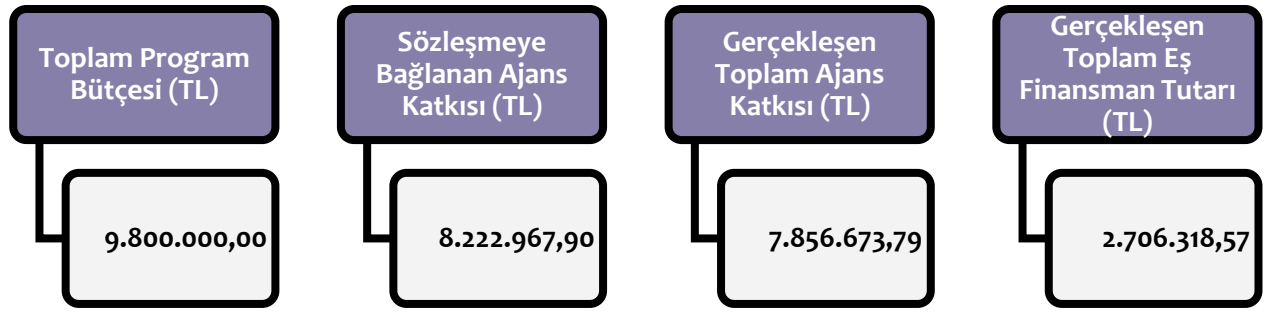 Toplam Program
Bütçesi (TL)
9.800.000,00
Sözleşmeye
Bağlanan Ajans
Katkısı (TL)
8.222.967,90
Gerçekleşen
Toplam Ajans
Katkısı (TL)
7.856.673,79
Gerçekleşen
Toplam Eş
Finansman Tutarı
(TL)
2.706.318,57